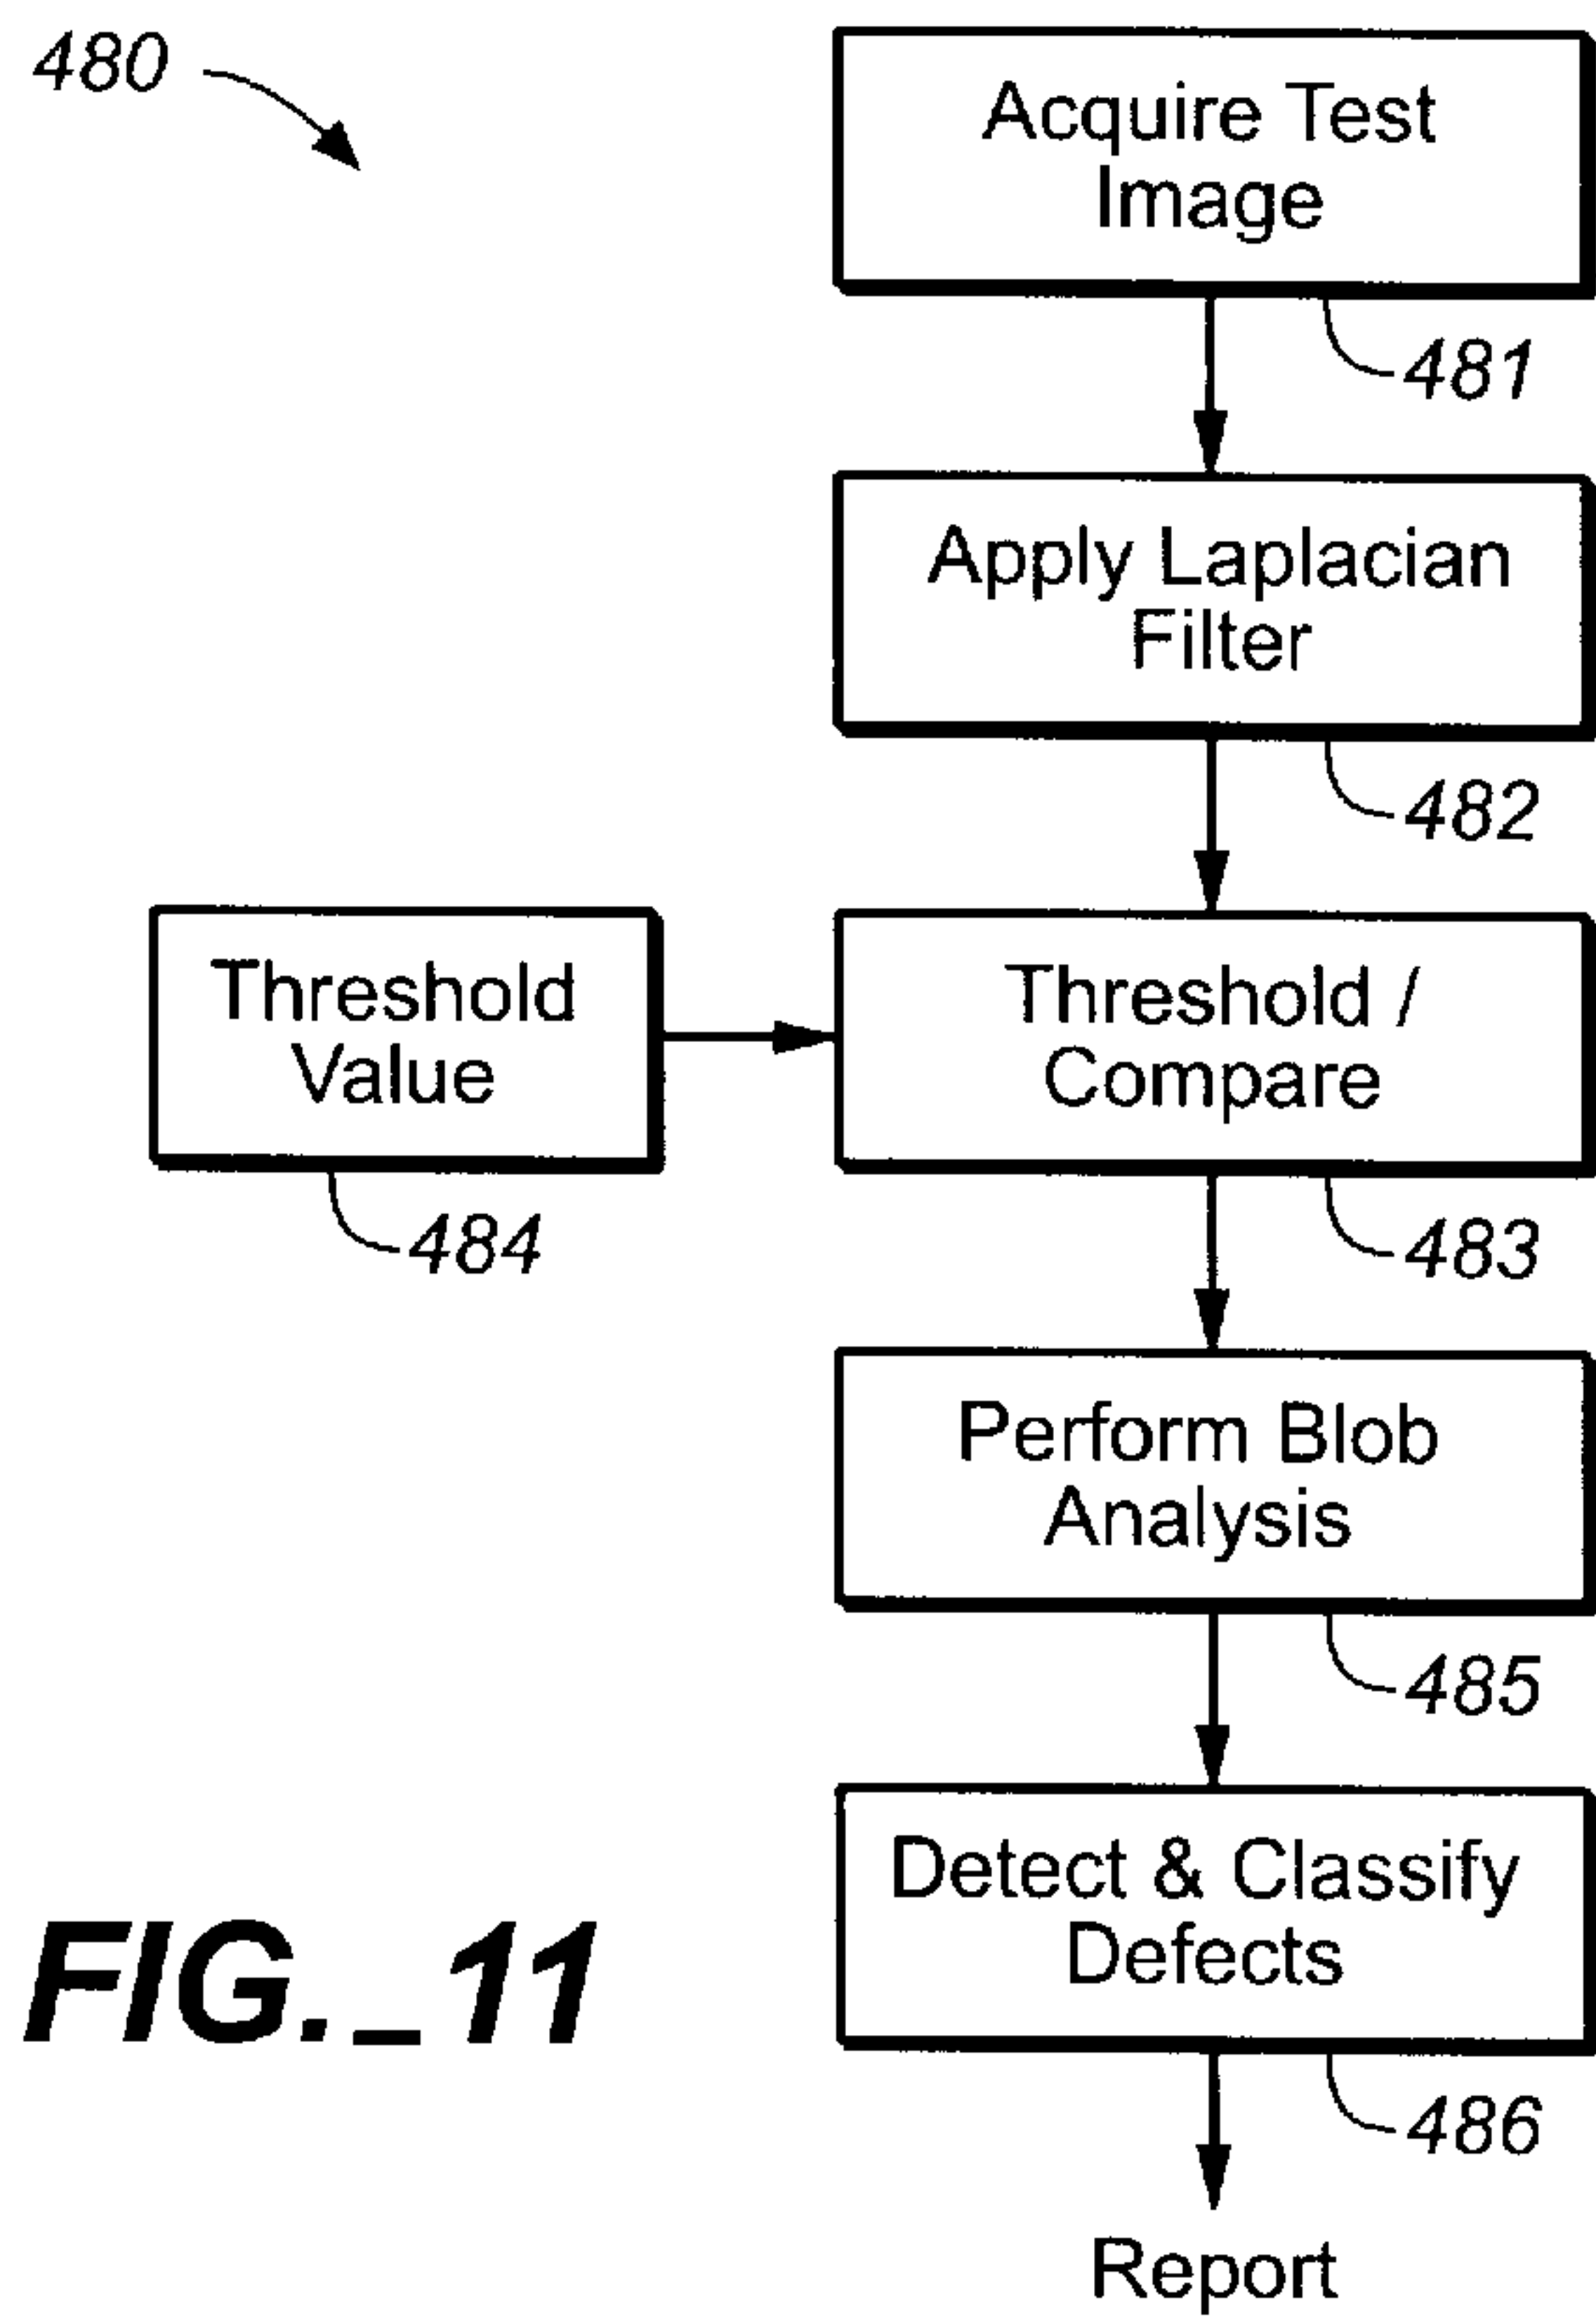 480
Acquire Test
Image
481
Apply Laplacian
Filter
482
Threshold
Value
484
Threshold /
Compare
483
Perform Blob
Analysis
485
Detect & Classify
Defects
486
Report
FIG._11